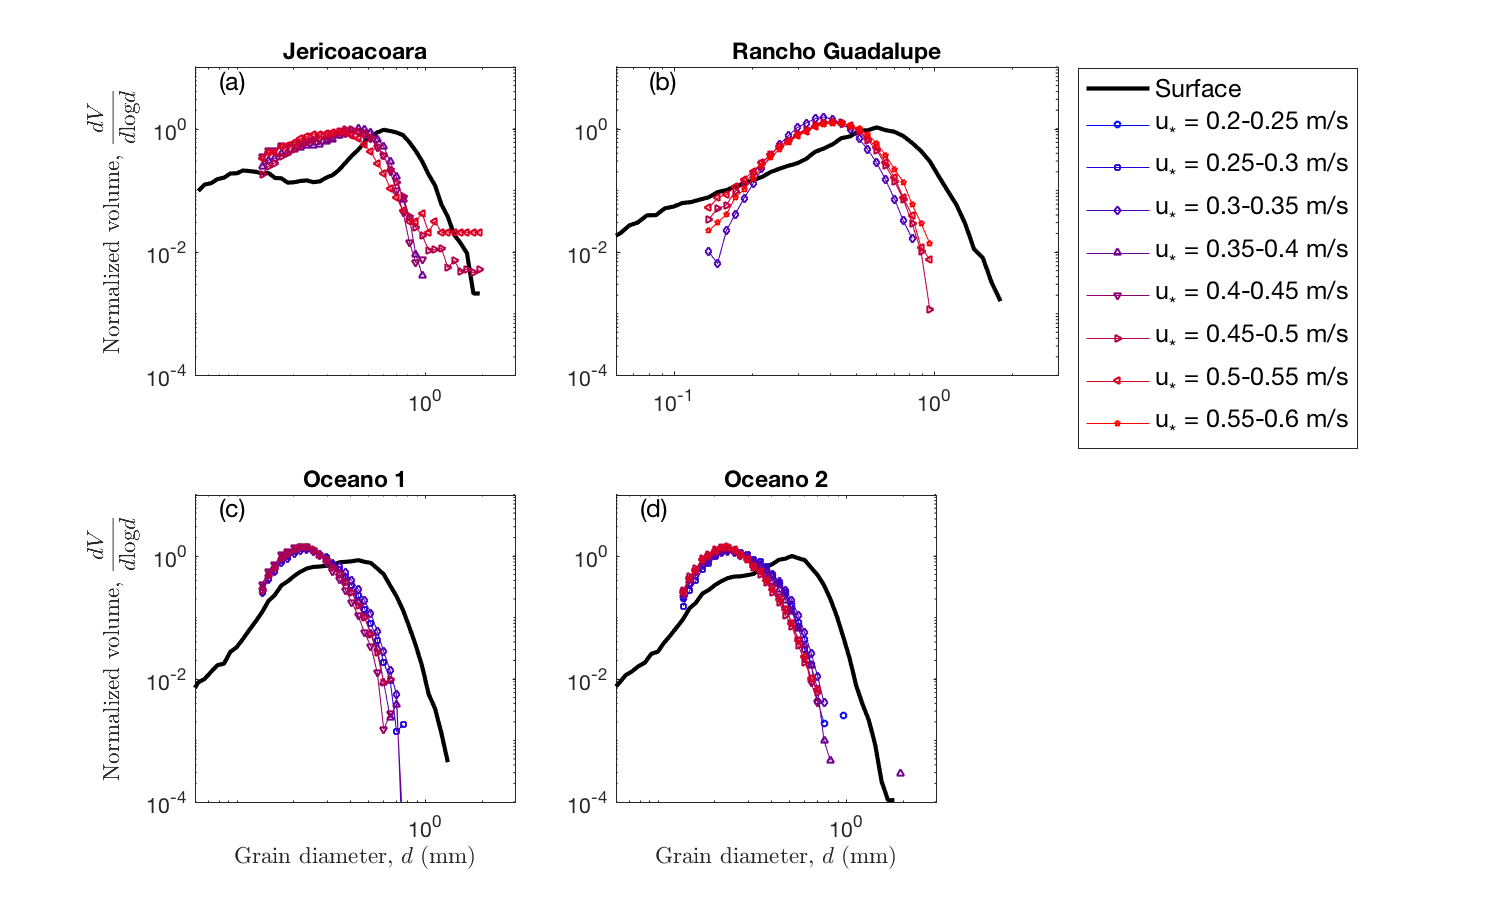 Jericoacoara
Rancho Guadalupe
(a)
(b)
Normalized volume, dV/dlogd
10^0
10^-2
10^-4
10^0
10^0
10^-2
10^-4
10^-1
10^0
Surface
u* = 0.2-0.25 m/s
u* = 0.25-0.3 m/s
u* = 0.3-0.35 m/s
u* = 0.35-0.4 m/s
u* = 0.4-0.45 m/s
u* = 0.45-0.5 m/s
u* = 0.5-0.55 m/s
u* = 0.55-0.6 m/s
Oceano 1
Oceano 2
(c)
(d)
Normalized volume, dV/dlogd
10^0
10^-2
10^-4
10^0
Grain diameter, d (mm)
10^0
10^-2
10^-4
10^0
Grain diameter, d (mm)